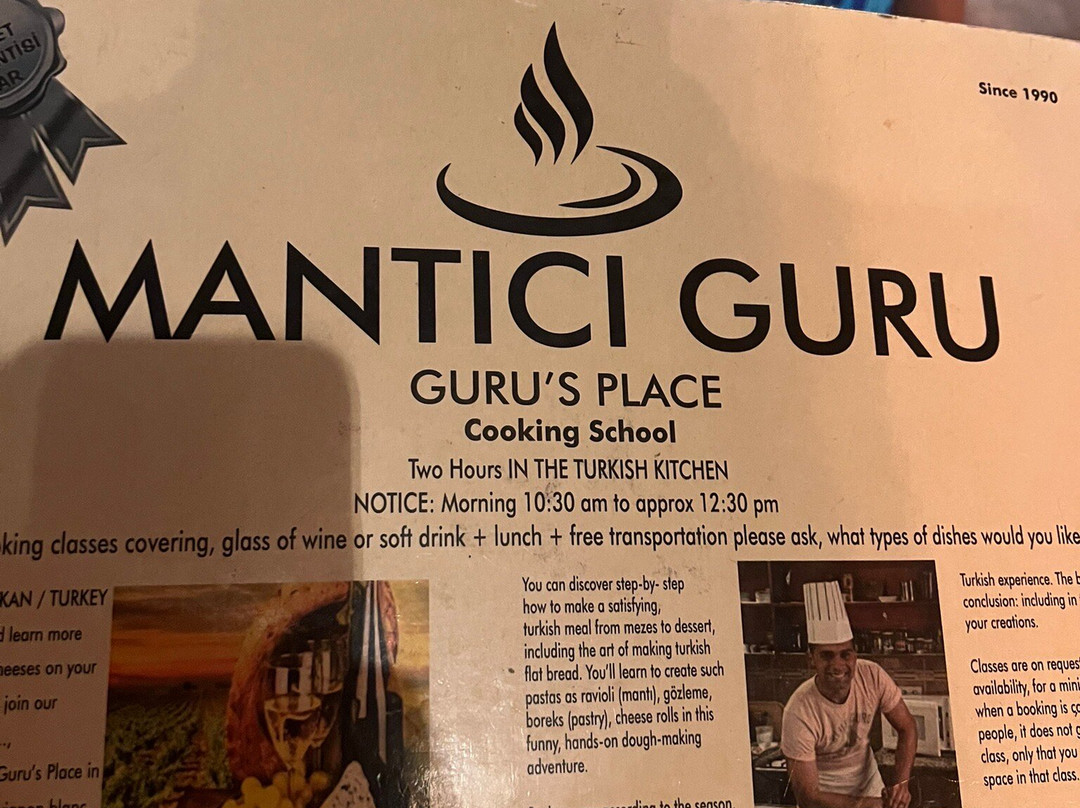 Since 1990
MANTICI GURU
GURU'S PLACE
Cooking School
Two Hours IN THE TURKISH KITCHEN
NOTICE: Morning 10:30 am to approx 12:30 pm
king classes covering, glass of wine or soft drink + lunch + free transportation please ask, what types of dishes would you like
KAN / TURKEY
d learn more
heeses on your
join our
Guru's Place in
You can discover step-by- step
how to make a satisfying,
turkish meal from mezes to dessert,
including the art of making turkish
flat bread. You'll learn to create such
pastas as ravioli (mantı), gözleme,
boreks (pastry), cheese rolls in this
funny, hands-on dough-making
adventure.
to the season
Turkish experience. The b
conclusion: including in
your creations.
Classes are on reques
availability, for a mini
when a booking is
people, it does not
class, only that you
space in that class.